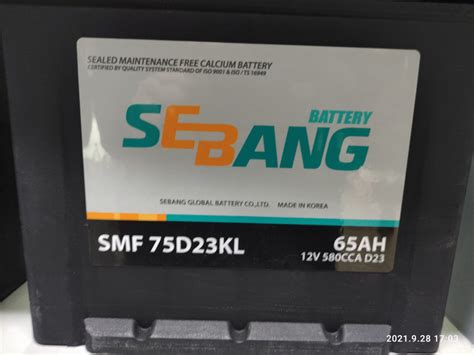 SEALED MAINTENANCE FREE CALCIUM BATTERY
CERTIFIED BY QUALITY SYSTEM STANDARD OF ISO 9001 & ISO / TS 16949
BATTERY
SEBANG
SEBANG GLOBAL BATTERY CO.,LTD. MADE IN KOREA
SMF 75D23KL 65AH
12V 580CCA D23
2021.9.28 17:03